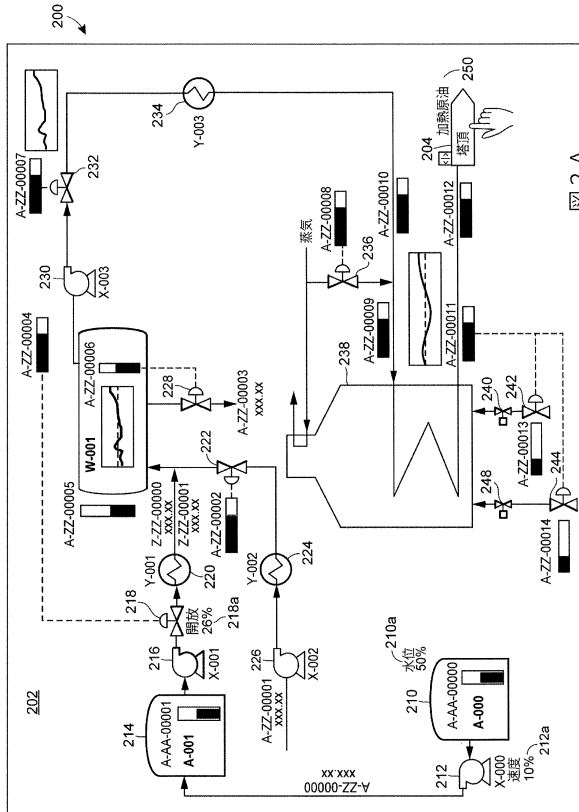 200
202
A-ZZ-00007
232
234
Y-003
230
X-003
A-ZZ-00004
A-ZZ-00005
W-001
A-ZZ-00006
228
A-ZZ-00003
xxx.xx
Z-ZZ-00000
xxx.xx
Z-ZZ-00001
xxx.xx
222
A-ZZ-00002
Y-001
220
218
開放
26%
218a
216
X-001
214
A-AA-00001
A-001
Y-002
224
226
X-002
A-ZZ-00001
xxx.xx
A-ZZ-00000
xxx.xx
210a
水位
50%
210
A-AA-00000
A-000
212
X-000
速度
10%
212a
蒸気
A-ZZ-00008
236
A-ZZ-00010
A-ZZ-00009
238
A-ZZ-00011
A-ZZ-00012
204
加熱原油
250
塔頂
240
242
A-ZZ-00013
248
244
A-ZZ-00014
図2A